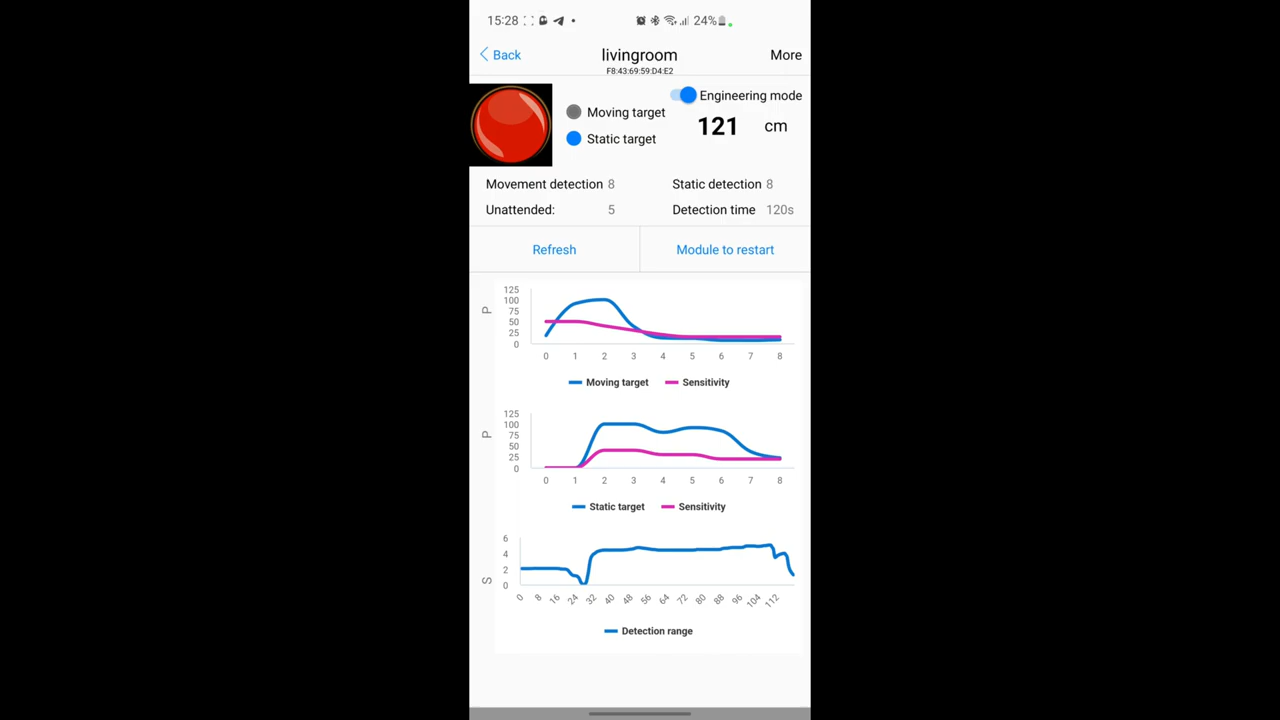 15:28 24%
Back livingroom More
F8:43:69:59:D4:E2
Engineering mode
Moving target
121 cm
Static target
Movement detection 8 Static detection 8
Unattended: 5 Detection time 120s
Refresh Module to restart
P
125
100
75
50
25
0
0 1 2 3 4 5 6 7 8
Moving target Sensitivity
P
125
100
75
50
25
0
0 1 2 3 4 5 6 7 8
Static target Sensitivity
S
6
4
2
0
0 8 16 24 32 40 48 56 64 72 80 88 96 104 112
Detection range